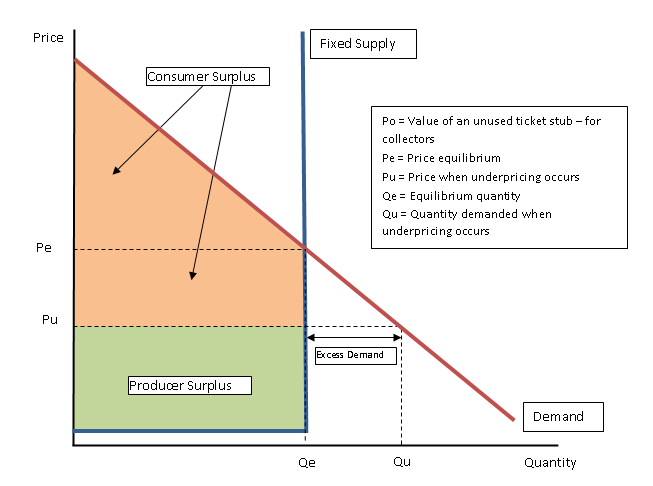 Price
Fixed Supply
Consumer Surplus
Po = Value of an unused ticket stub – for
collectors
Pe = Price equilibrium
Pu = Price when underpricing occurs
Qe = Equilibrium quantity
Qu = Quantity demanded when
underpricing occurs
Pe
Pu
Excess Demand
Producer Surplus
Demand
Qe
Qu
Quantity